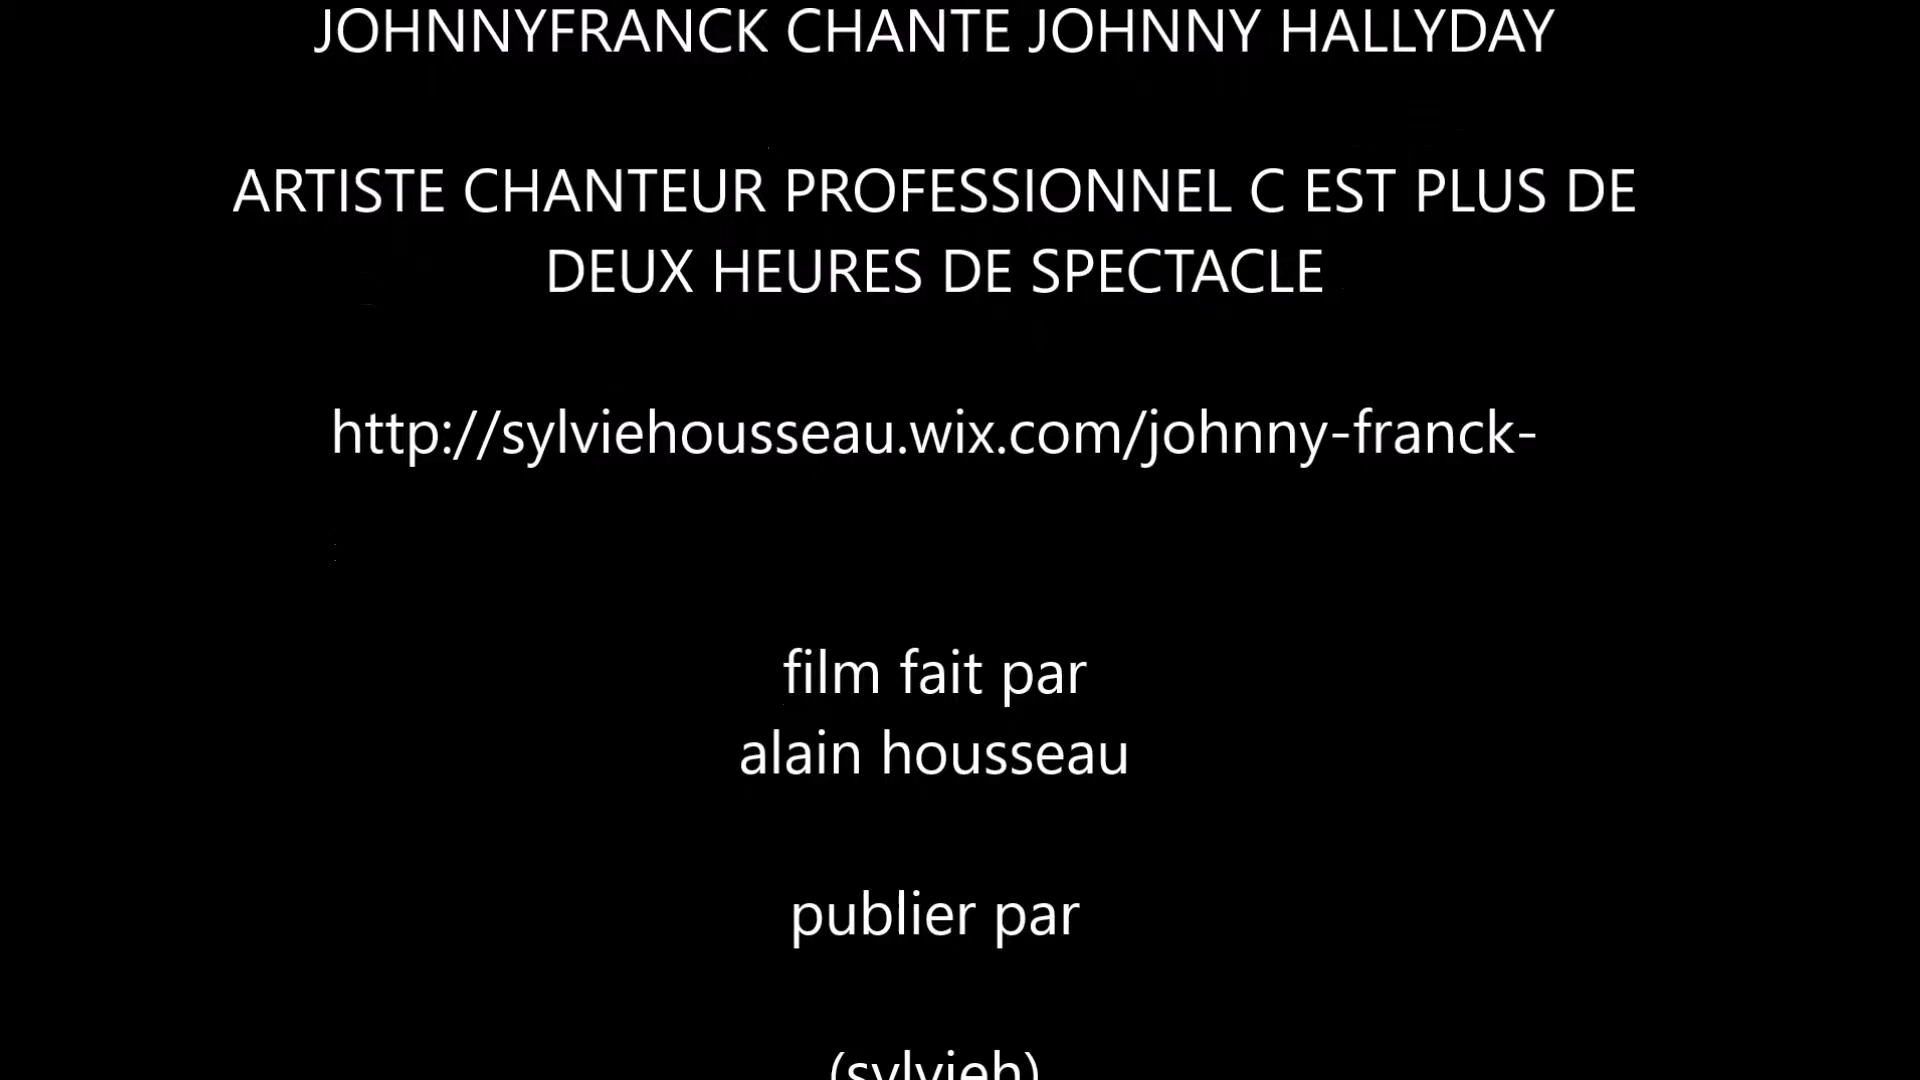 JOHNNYFRANCK CHANTE JOHNNY HALLYDAY
ARTISTE CHANTEUR PROFESSIONNEL C EST PLUS DE
DEUX HEURES DE SPECTACLE
http://sylviehousseau.wix.com/johnny-franck-
film fait par
alain housseau
publier par
(sylvieh)